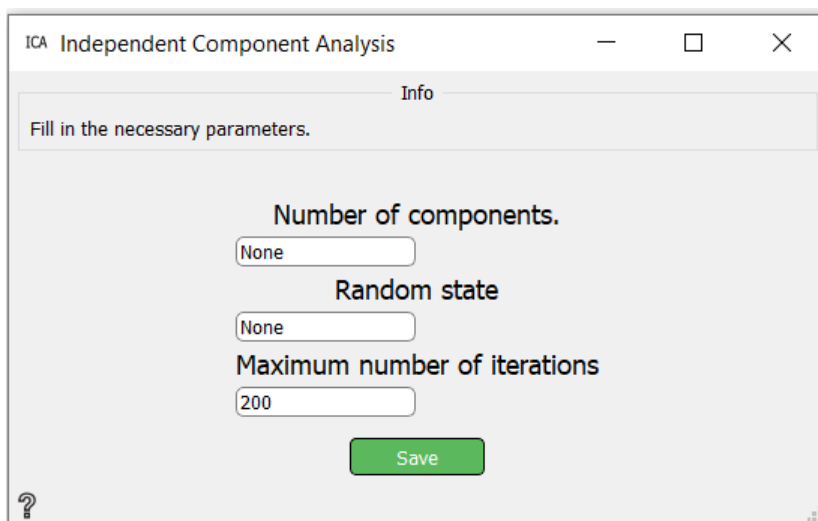 ICA Independent Component Analysis
Info
Fill in the necessary parameters.
Number of components.
None
Random state
None
Maximum number of iterations
200
Save
?